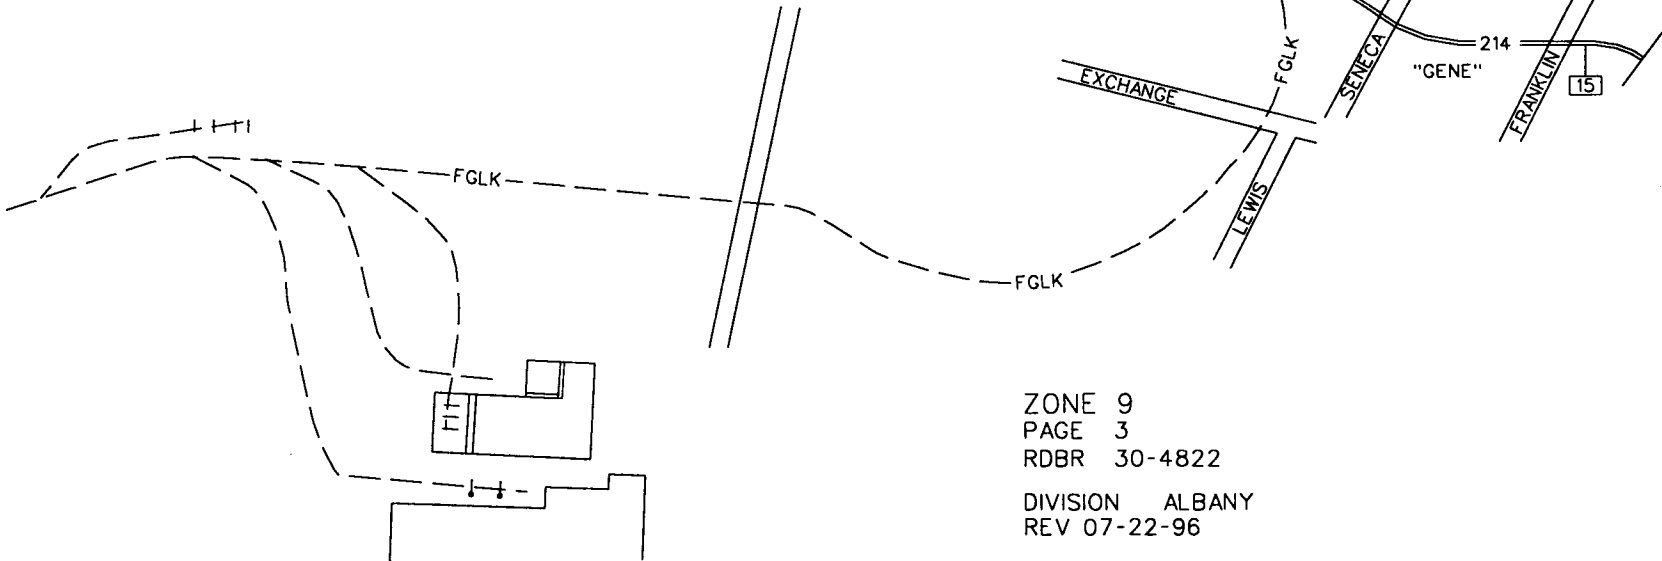 FGLK
EXCHANGE
SENECA
214
"GENE"
FRANKLIN
15
FGLK
LEWIS
FGLK
ZONE 9
PAGE 3
RDBR 30-4822
DIVISION ALBANY
REV 07-22-96